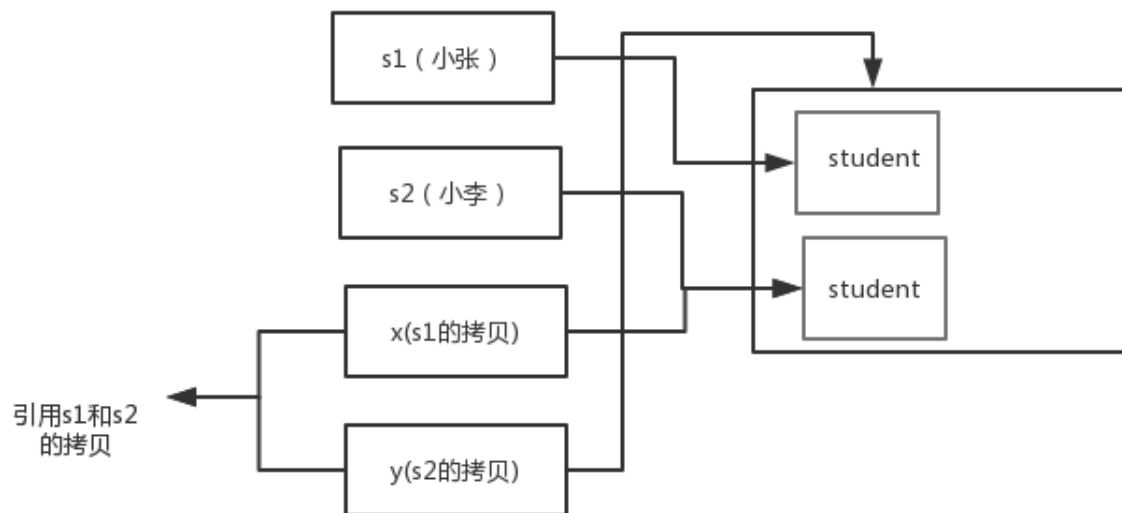 s1（小张）
student
s2（小李）
student
x(s1的拷贝)
引用s1和s2
的拷贝
y(s2的拷贝)